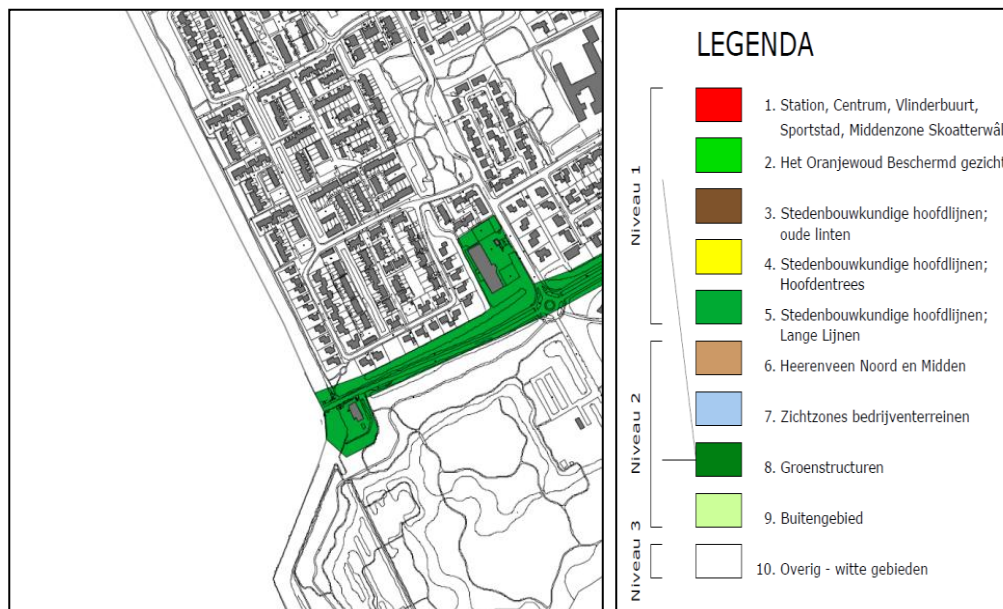 LEGENDA
Niveau 1
1. Station, Centrum, Vlinderbuurt,
Sportstad, Middenzone Skoatterwâl
2. Het Oranjewoud Beschermd gezicht
3. Stedenbouwkundige hoofdlijnen;
oude linten
4. Stedenbouwkundige hoofdlijnen;
Hoofdentrees
5. Stedenbouwkundige hoofdlijnen;
Lange Lijnen
Niveau 2
6. Heerenveen Noord en Midden
7. Zichtzones bedrijventerreinen
8. Groenstructuren
9. Buitengebied
Niveau 3
10. Overig - witte gebieden